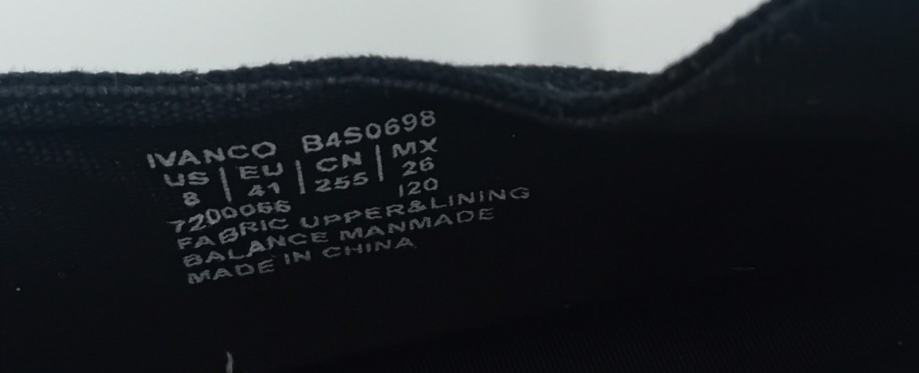 IVANCO B4S0698
US | EU | CN | MX
8 | 41 | 255 | 26
7200066 120
FABRIC UPPER&LINING
BALANCE MANMADE
MADE IN CHINA